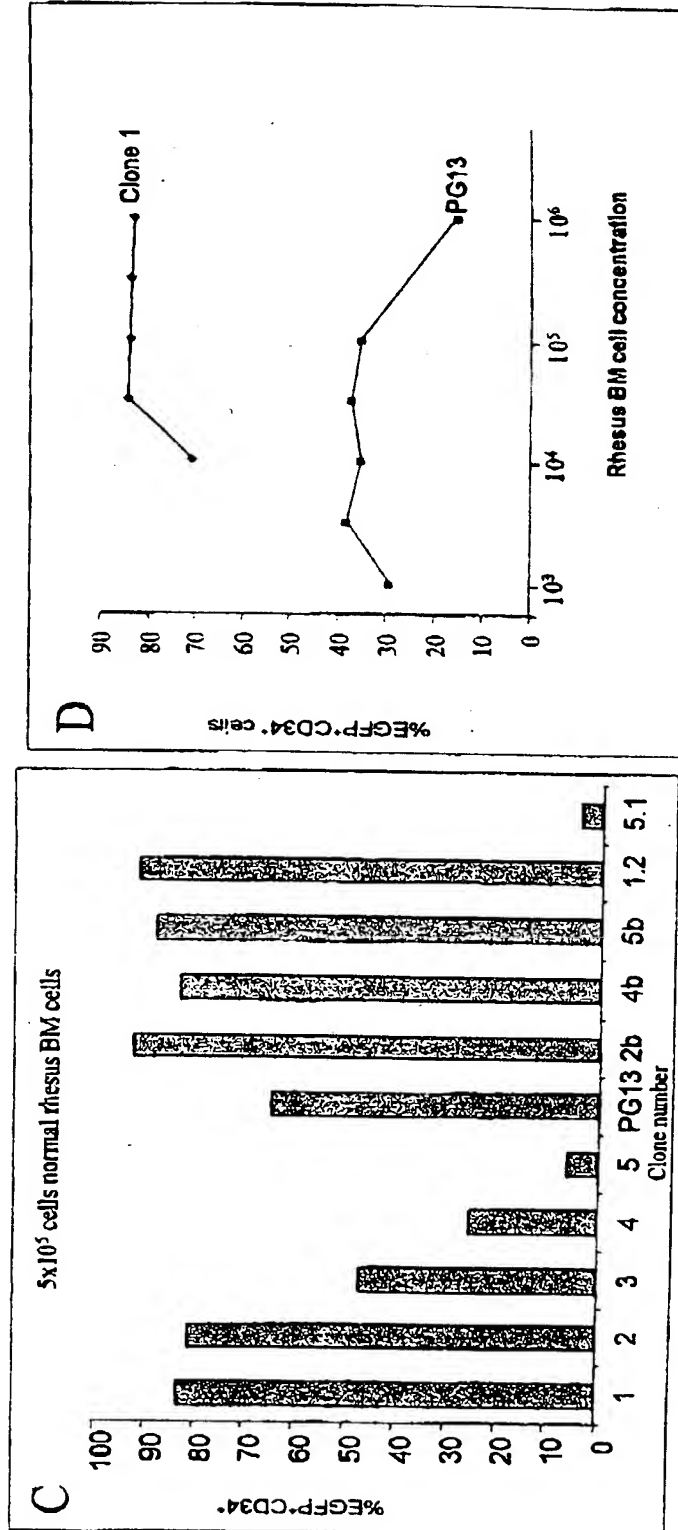 C
5x10⁵ cells normal rhesus BM cells
%EGFP⁺CD34⁺
100
90
80
70
60
50
40
30
20
10
0
1 2 3 4 5 PG13 2b 4b 5b 1.2 5.1
Clone number
D
%EGFP⁺CD34⁺ cells
90
80
70
60
50
40
30
20
10
0
Clone 1
PG13
10³ 10⁴ 10⁵ 10⁶
Rhesus BM cell concentration